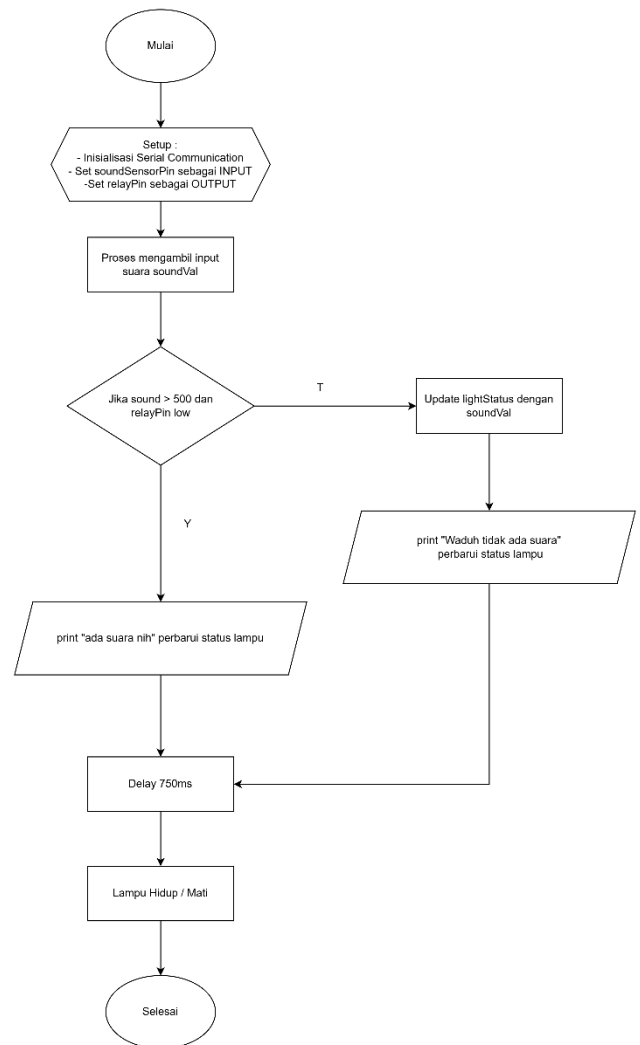 Mulai
Setup :
- Inisialisasi Serial Communication
- Set soundSensorPin sebagai INPUT
-Set relayPin sebagai OUTPUT
Proses mengambil input
suara soundVal
Jika sound > 500 dan
relayPin low
T
Update lightStatus dengan
soundVal
Y
print "Waduh tidak ada suara"
perbarui status lampu
print "ada suara nih" perbarui status lampu
Delay 750ms
Lampu Hidup / Mati
Selesai